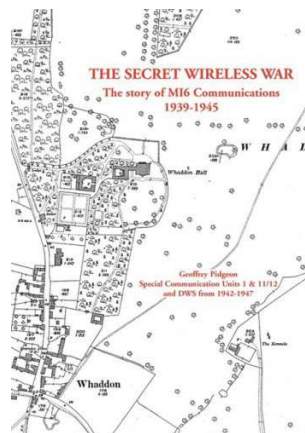 THE SECRET WIRELESS WAR
The story of MI6 Communications
1939-1945
W H A L
Whaddon Hall
Geoffrey Pidgeon
Special Communication Units 1 & 11/12
and DWS from 1942-1947
The Kennels
Whaddon